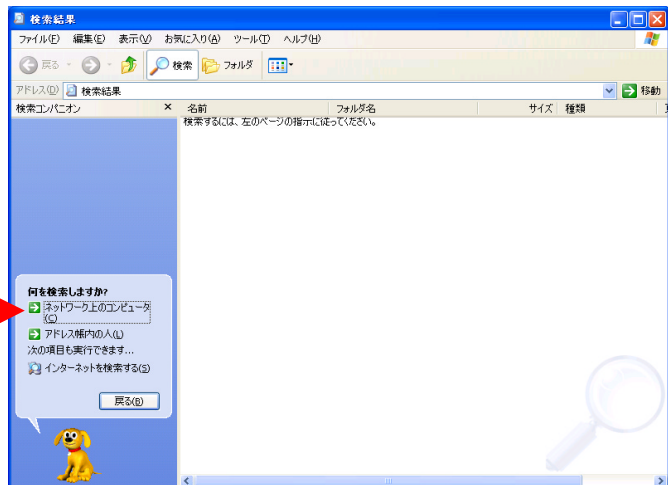 検索結果
ファイル(F) 編集(E) 表示(V) お気に入り(A) ツール(T) ヘルプ(H)
戻る 検索 フォルダ
アドレス(D) 検索結果 移動
検索コンパニオン × 名前 フォルダ名 サイズ 種類
検索するには、左のページの指示に従ってください。
何を検索しますか?
ネットワーク上のコンピュータ
(C)
アドレス帳内の人(L)
次の項目も実行できます...
インターネットを検索する(S)
戻る(B)